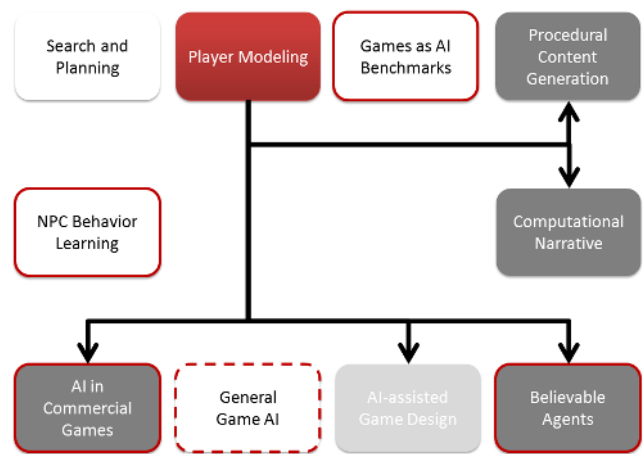 Search and
Planning
Player Modeling
Games as AI
Benchmarks
Procedural
Content
Generation
NPC Behavior
Learning
Computational
Narrative
AI in
Commercial
Games
General
Game AI
AI-assisted
Game Design
Believable
Agents